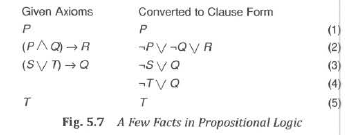 Given Axioms Converted to Clause Form
P P (1)
(P ∧ Q) → R ¬P ∨ ¬Q ∨ R (2)
(S ∨ T) → Q ¬S ∨ Q (3)
¬T ∨ Q (4)
T T (5)
Fig. 5.7 A Few Facts in Propositional Logic